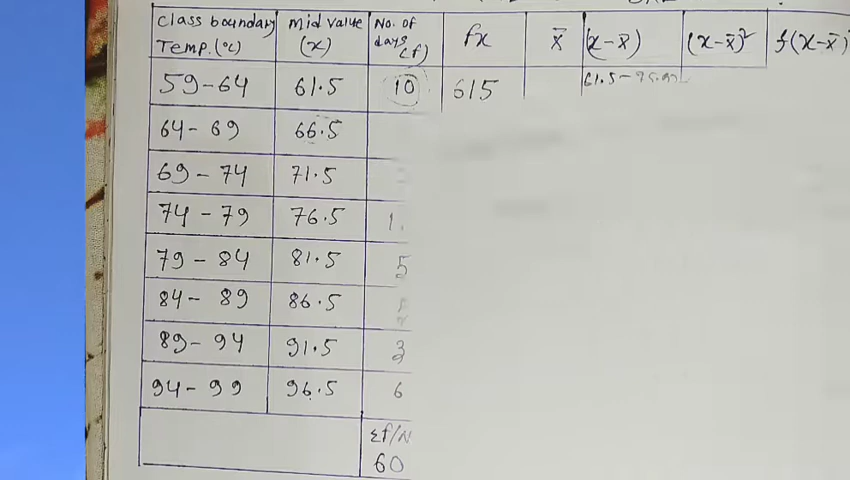 Class boundary Temp.(°C) Mid value (x) No. of days (f) fx x̄ (x-x̄) (x-x̄)² f(x-x̄)²
59-64 61.5 10 615
64-69 66.5
69-74 71.5
74-79 76.5
79-84 81.5 5
84-89 86.5
89-94 91.5 3
94-99 96.5 6
Σf/N
60